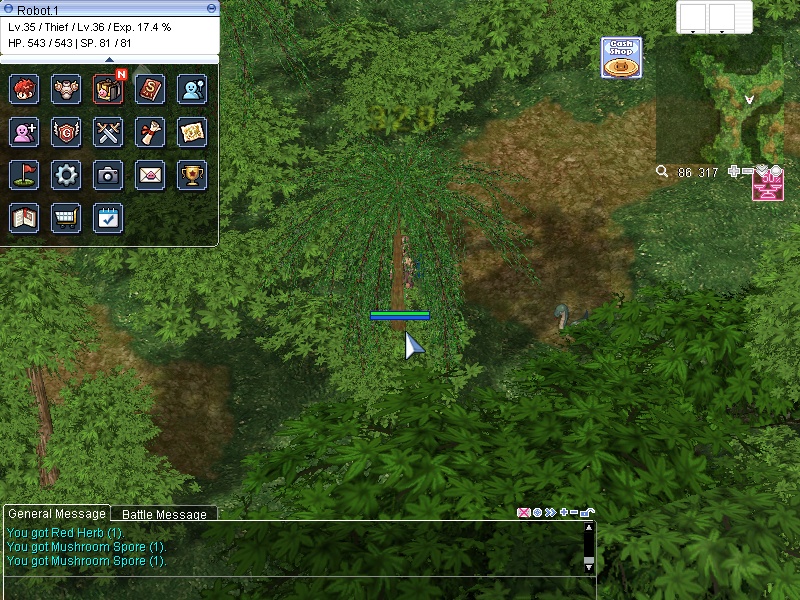 Robot.1
Lv.35 / Thief / Lv.36 / Exp. 17.4 %
HP. 543 / 543 | SP. 81 / 81
N
S
G
Cash
Shop
86 317
50%
General Message
Battle Message
You got Red Herb (1).
You got Mushroom Spore (1).
You got Mushroom Spore (1).